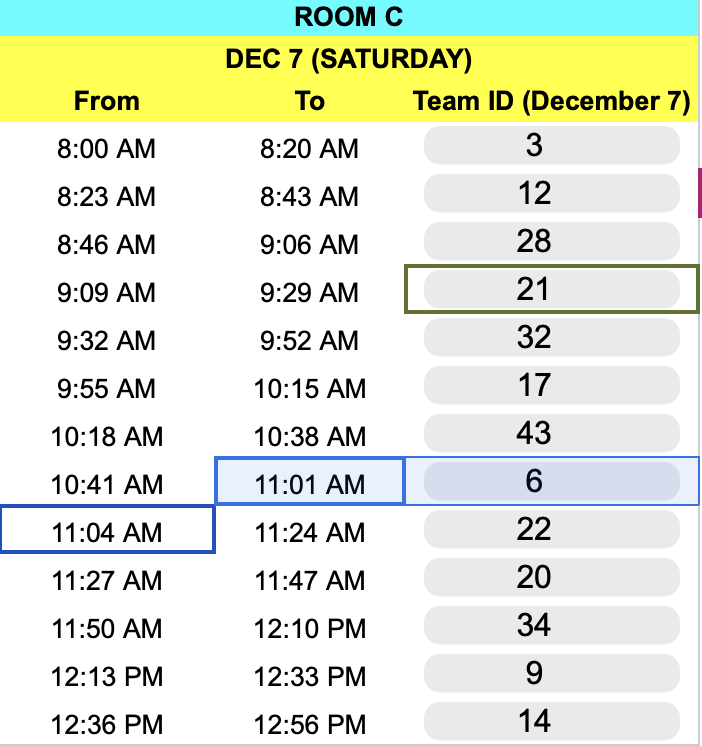 ROOM C
DEC 7 (SATURDAY)
From To Team ID (December 7)
8:00 AM 8:20 AM 3
8:23 AM 8:43 AM 12
8:46 AM 9:06 AM 28
9:09 AM 9:29 AM 21
9:32 AM 9:52 AM 32
9:55 AM 10:15 AM 17
10:18 AM 10:38 AM 43
10:41 AM 11:01 AM 6
11:04 AM 11:24 AM 22
11:27 AM 11:47 AM 20
11:50 AM 12:10 PM 34
12:13 PM 12:33 PM 9
12:36 PM 12:56 PM 14